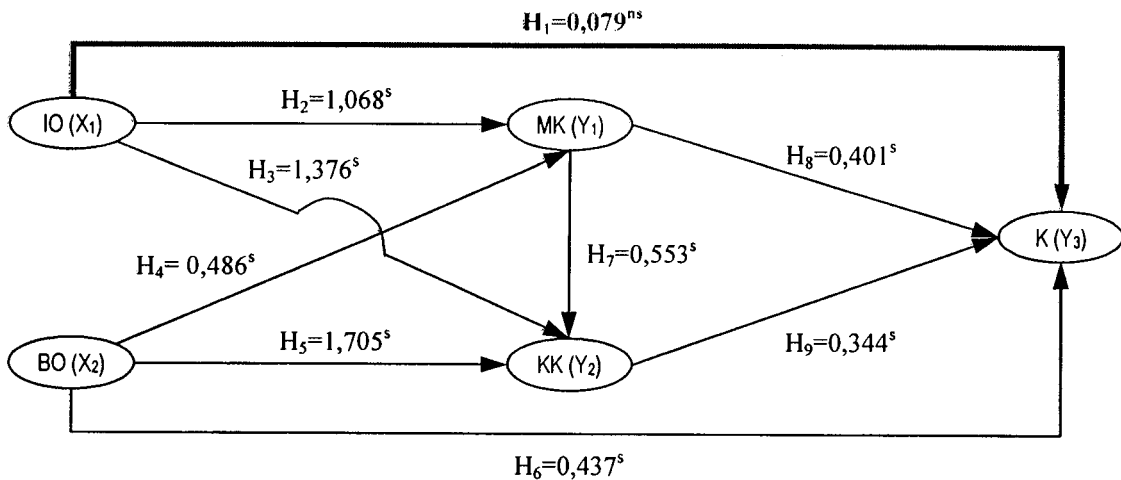 H₁=0,079ⁿˢ
IO (X₁)
H₂=1,068ˢ
MK (Y₁)
H₃=1,376ˢ
H₈=0,401ˢ
K (Y₃)
H₄= 0,486ˢ
H₇=0,553ˢ
BO (X₂)
H₅=1,705ˢ
KK (Y₂)
H₉=0,344ˢ
H₆=0,437ˢ